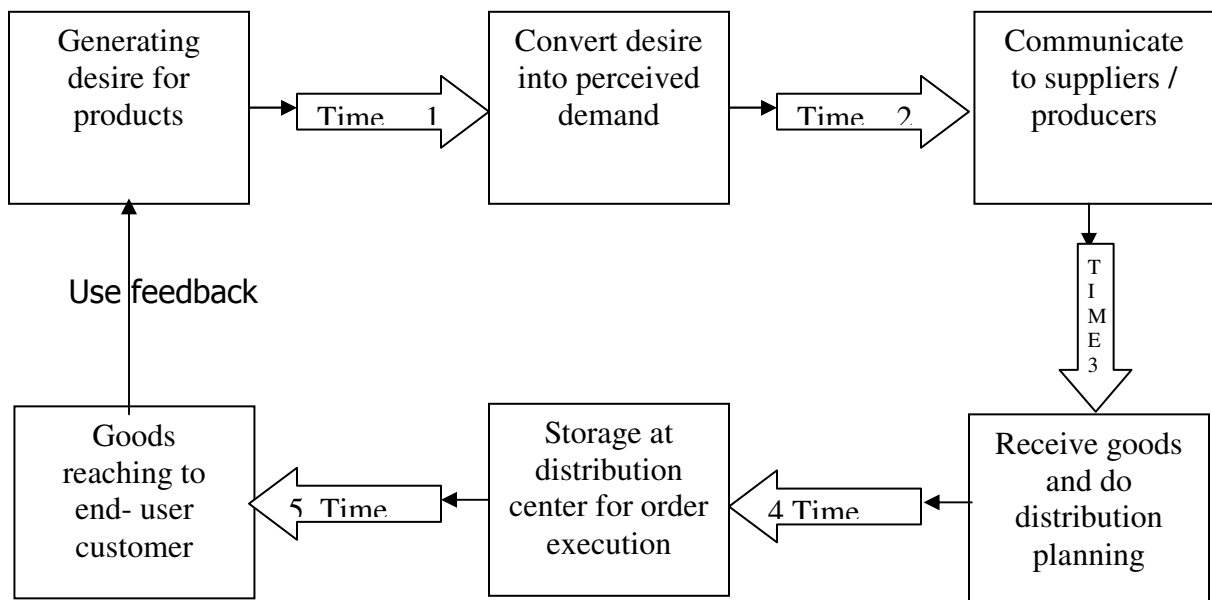 Generating
desire for
products
Time 1
Convert desire
into perceived
demand
Time 2
Communicate
to suppliers /
producers
T
I
M
E
3
Receive goods
and do
distribution
planning
4 Time
Storage at
distribution
center for order
execution
5 Time
Goods
reaching to
end- user
customer
Use feedback